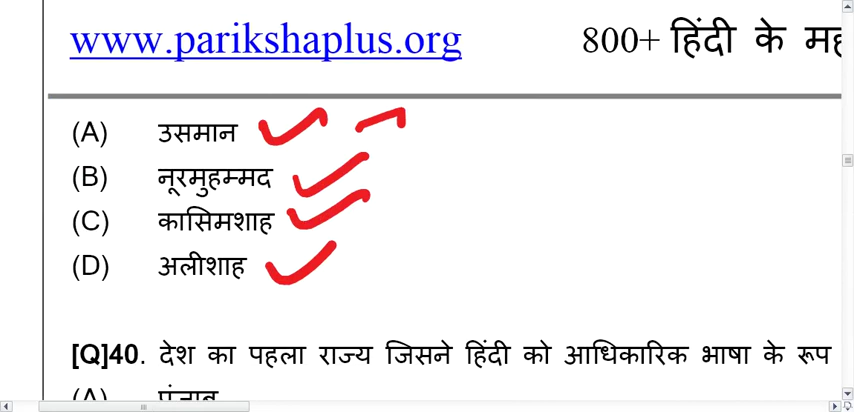 www.parikshaplus.org 800+ हिंदी के
(A) उसमान
(B) नूरमुहम्मद
(C) कासिमशाह
(D) अलीशाह
[Q]40. देश का पहला राज्य जिसने हिंदी को आधिकारिक भाषा के रूप
(A) पंजाब